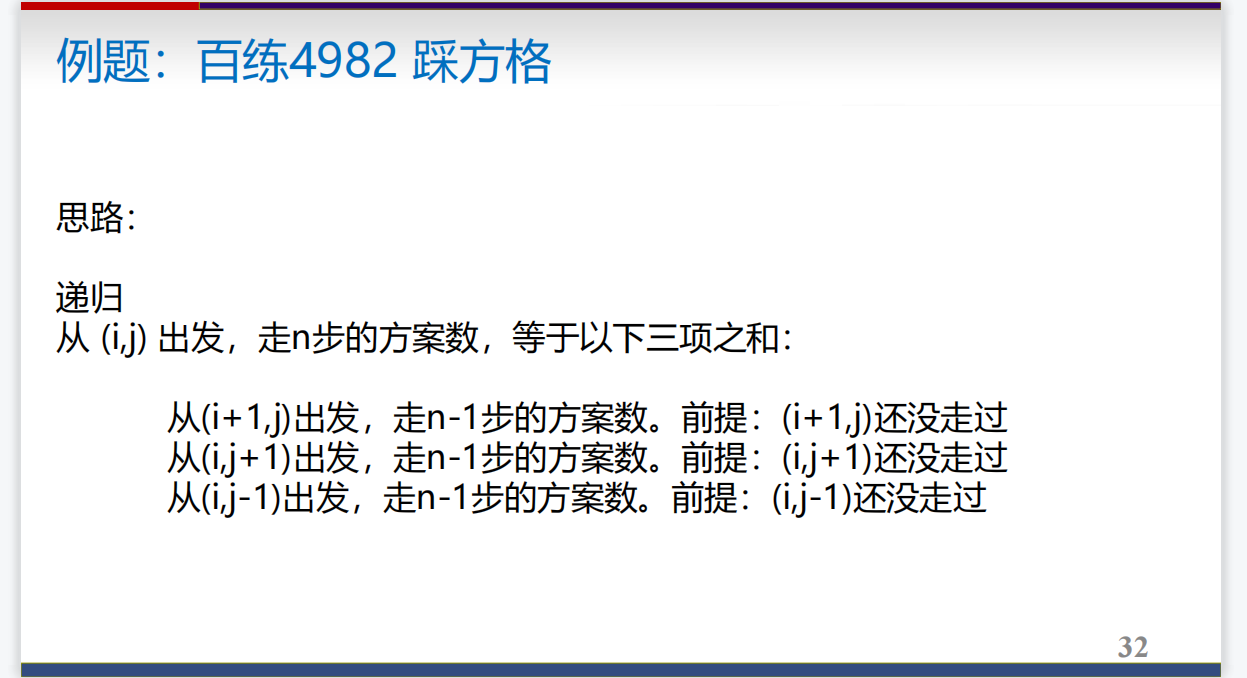 例题：百练4982 踩方格
思路：
递归
从 (i,j) 出发，走n步的方案数，等于以下三项之和：
从(i+1,j)出发，走n-1步的方案数。前提：(i+1,j)还没走过
从(i,j+1)出发，走n-1步的方案数。前提：(i,j+1)还没走过
从(i,j-1)出发，走n-1步的方案数。前提：(i,j-1)还没走过
32